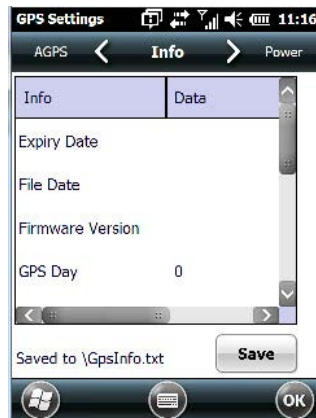 GPS Settings 11:16
AGPS Info Power
Info Data
Expiry Date
File Date
Firmware Version
GPS Day 0
Saved to \GpsInfo.txt Save
OK